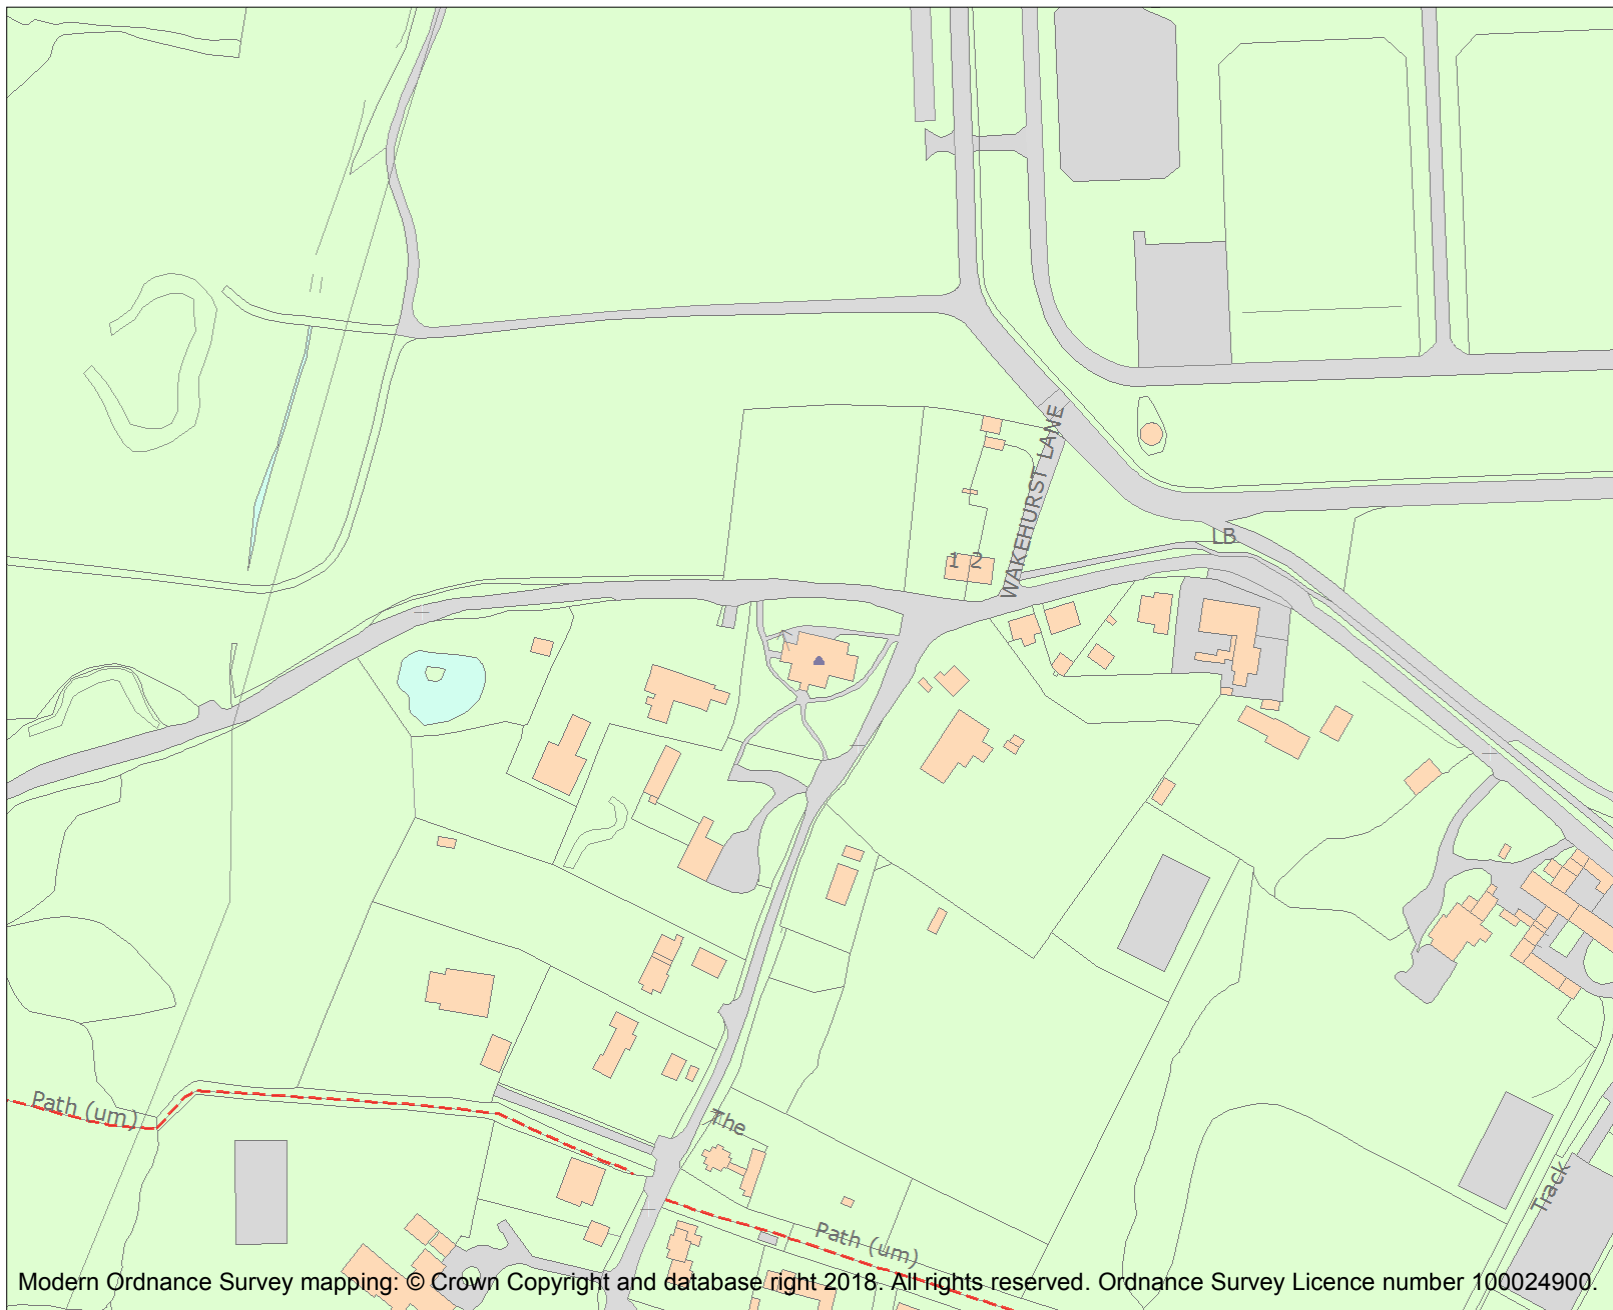 WAKEHURST LANE
LB
1 2
Path (um)
The
Track
Path (um)
Modern Ordnance Survey mapping: © Crown Copyright and database right 2018. All rights reserved. Ordnance Survey Licence number 100024900.